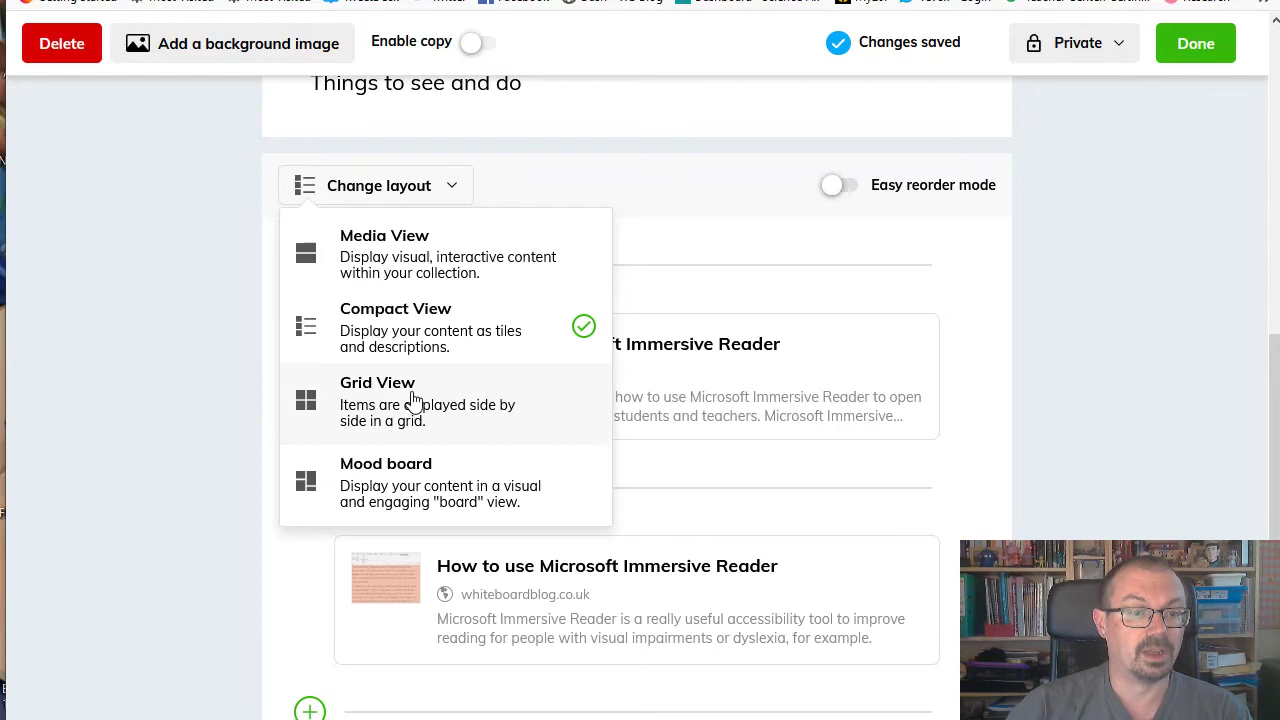 Delete
Add a background image
Enable copy
Changes saved
Private
Done
Things to see and do
Change layout
Easy reorder mode
Media View
Display visual, interactive content
within your collection.
Compact View
Display your content as tiles
and descriptions.
ft Immersive Reader
Grid View
Items are displayed side by
side in a grid.
how to use Microsoft Immersive Reader to open
students and teachers. Microsoft Immersive...
Mood board
Display your content in a visual
and engaging "board" view.
How to use Microsoft Immersive Reader
whiteboardblog.co.uk
Microsoft Immersive Reader is a really useful accessibility tool to improve
reading for people with visual impairments or dyslexia, for example.